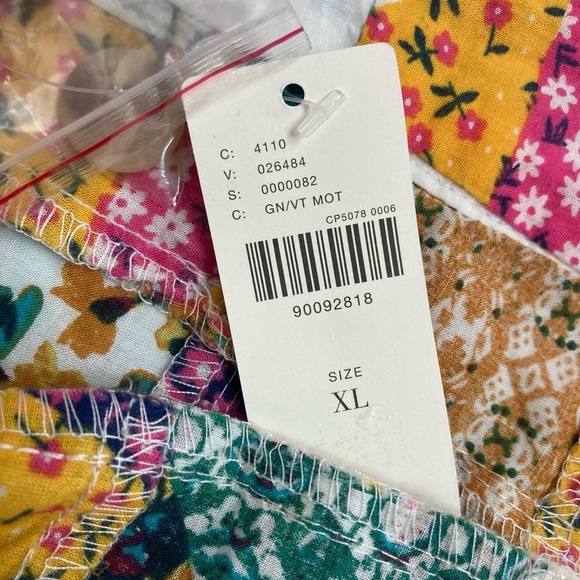 C: 4110
V: 026484
S: 0000082
C: GN/VT MOT
CP5078 0006
90092818
SIZE
XL